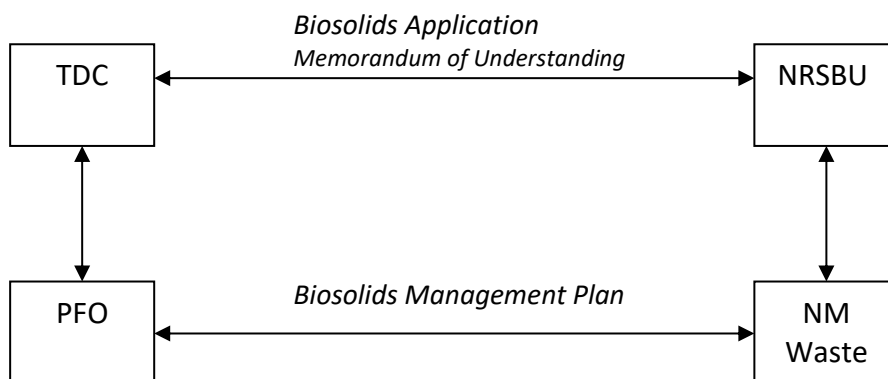 Biosolids Application
Memorandum of Understanding
TDC
NRSBU
Biosolids Management Plan
PFO
NM
Waste